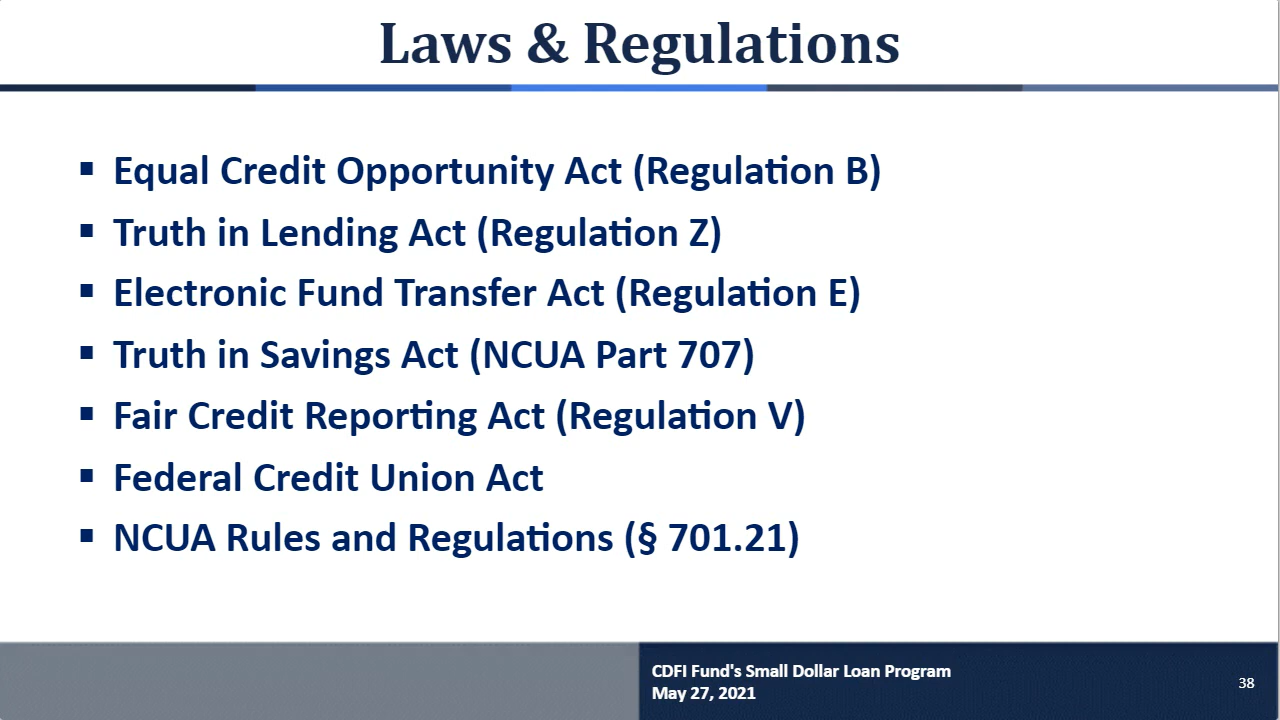 Laws & Regulations
▪ Equal Credit Opportunity Act (Regulation B)
▪ Truth in Lending Act (Regulation Z)
▪ Electronic Fund Transfer Act (Regulation E)
▪ Truth in Savings Act (NCUA Part 707)
▪ Fair Credit Reporting Act (Regulation V)
▪ Federal Credit Union Act
▪ NCUA Rules and Regulations (§ 701.21)
CDFI Fund's Small Dollar Loan Program
May 27, 2021
38